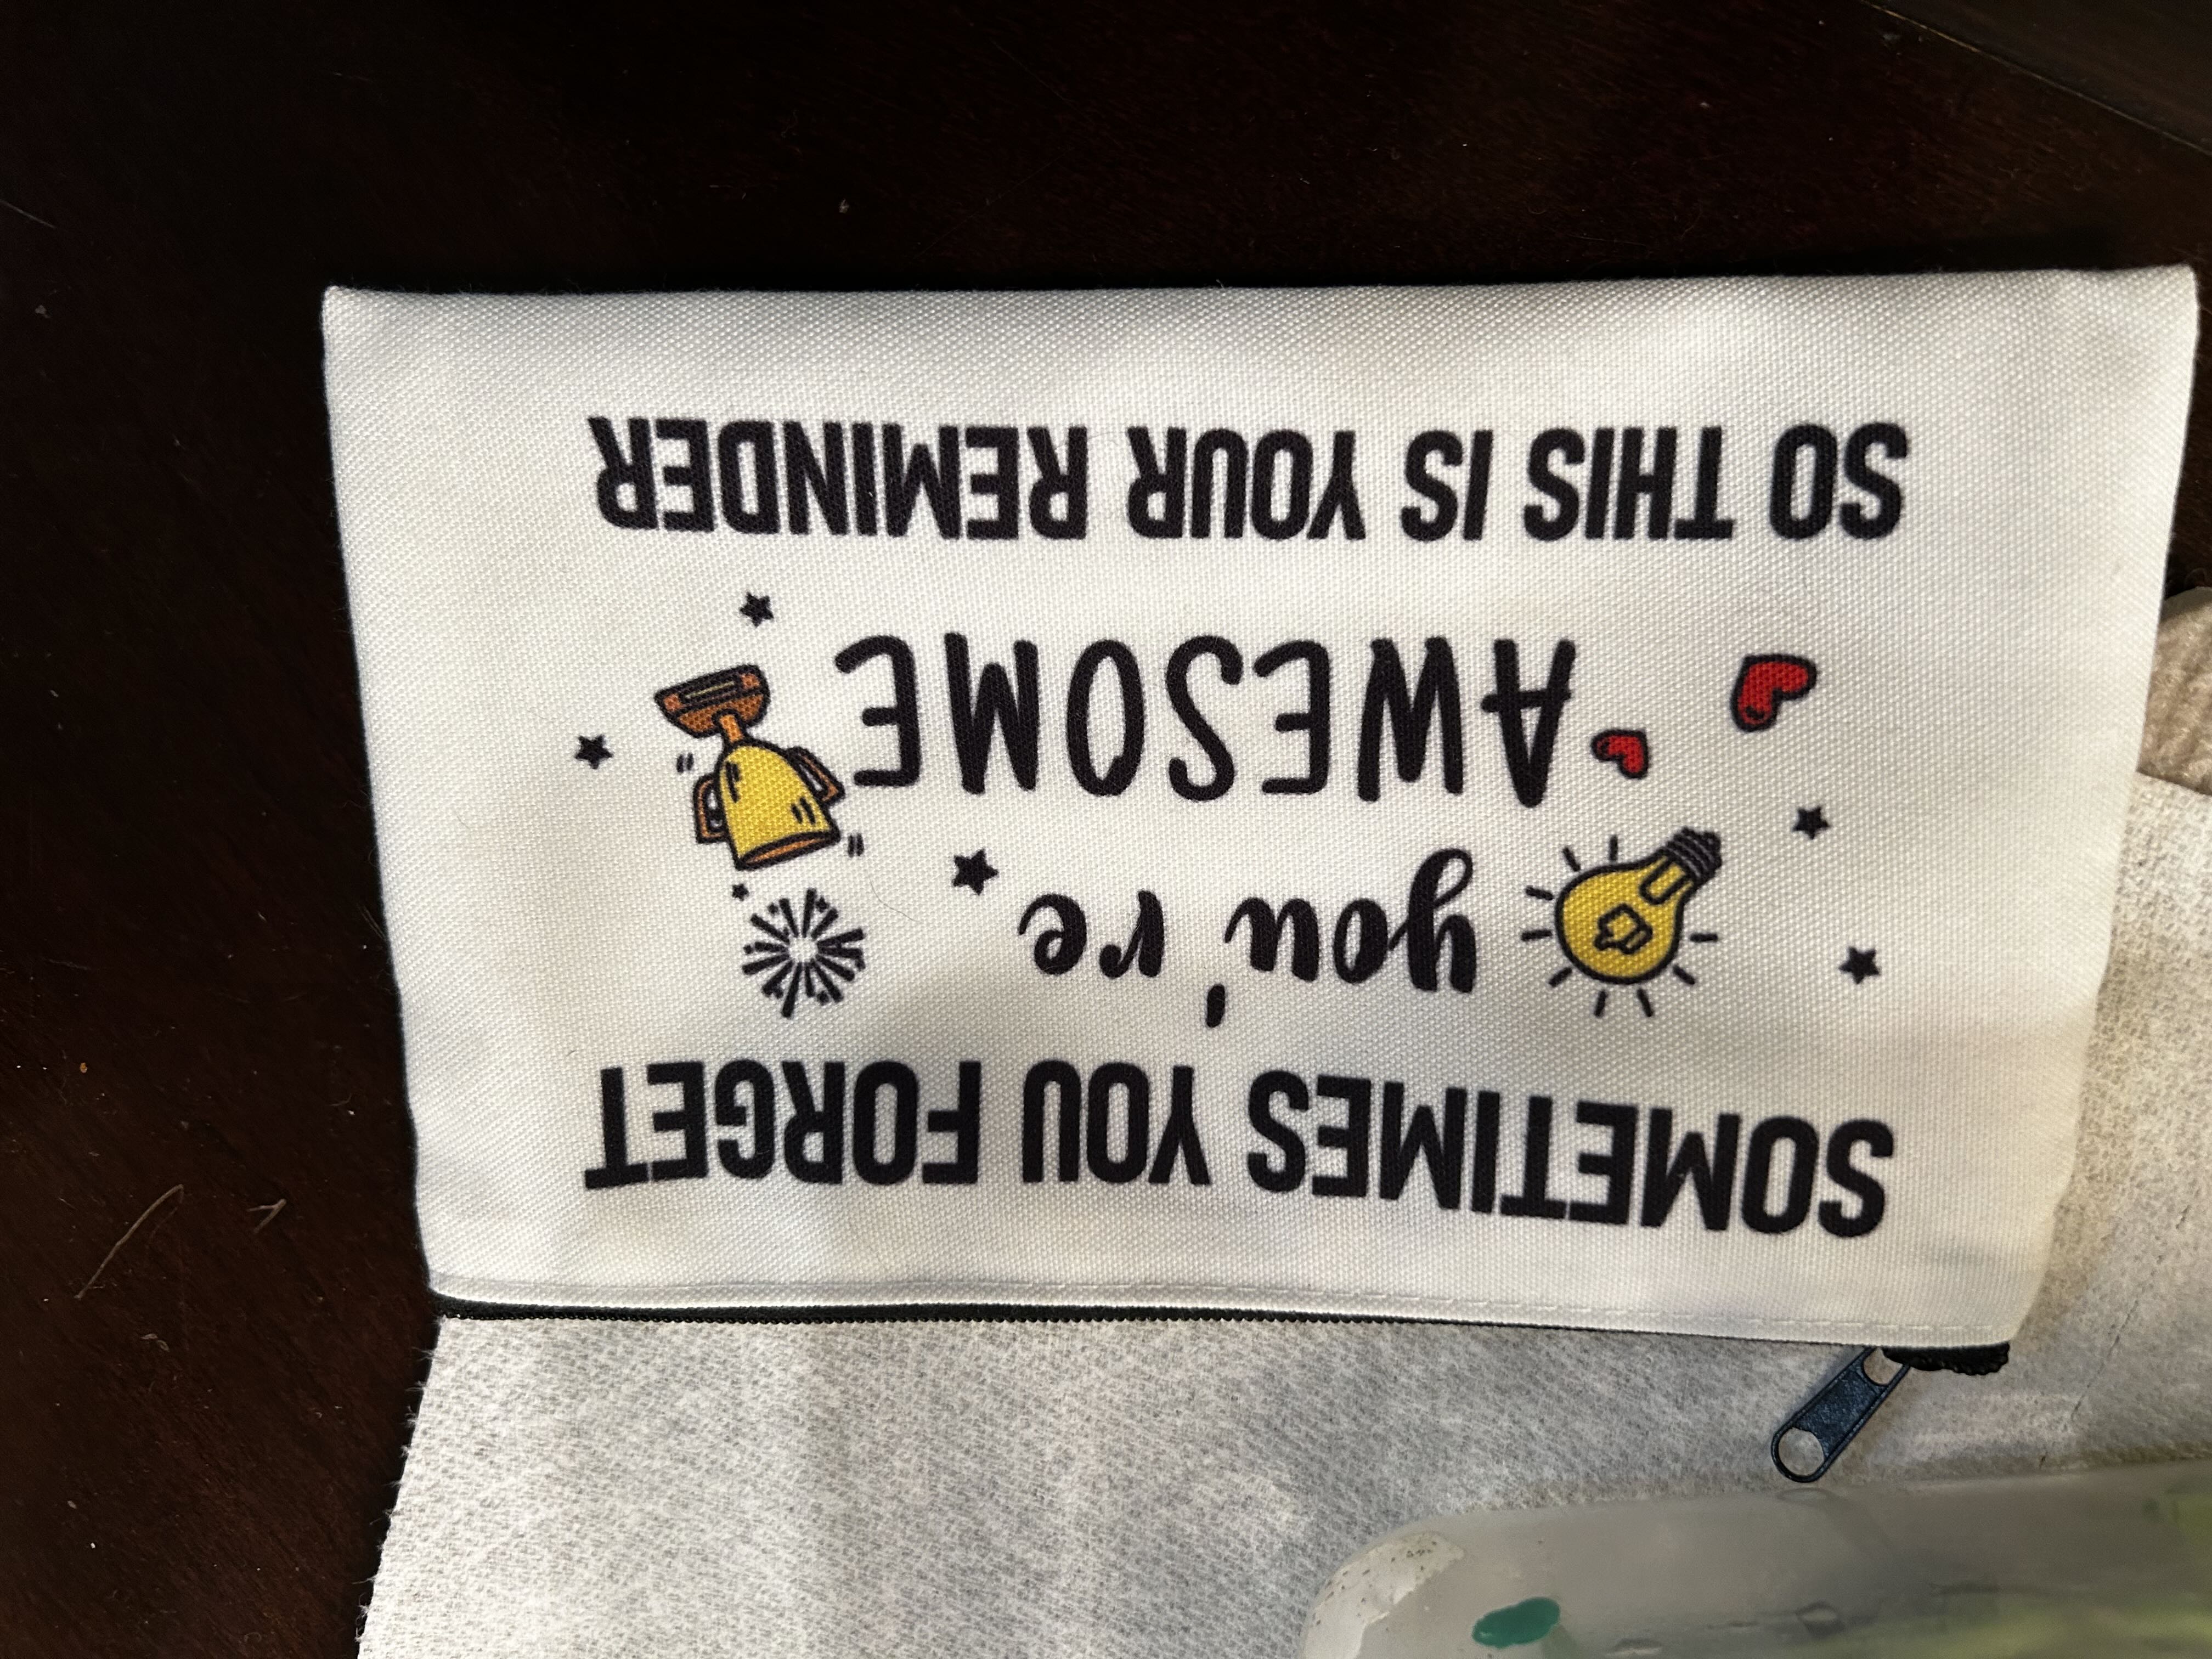 SOMETIMES YOU FORGET
you're
AWESOME
SO THIS IS YOUR REMINDER